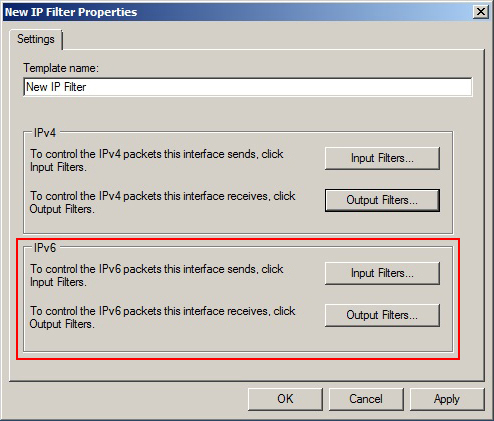 New IP Filter Properties
Settings
Template name:
New IP Filter
IPv4
To control the IPv4 packets this interface sends, click
Input Filters.
Input Filters...
To control the IPv4 packets this interface receives, click
Output Filters.
Output Filters...
IPv6
To control the IPv6 packets this interface sends, click
Input Filters.
Input Filters...
To control the IPv6 packets this interface receives, click
Output Filters.
Output Filters...
OK
Cancel
Apply